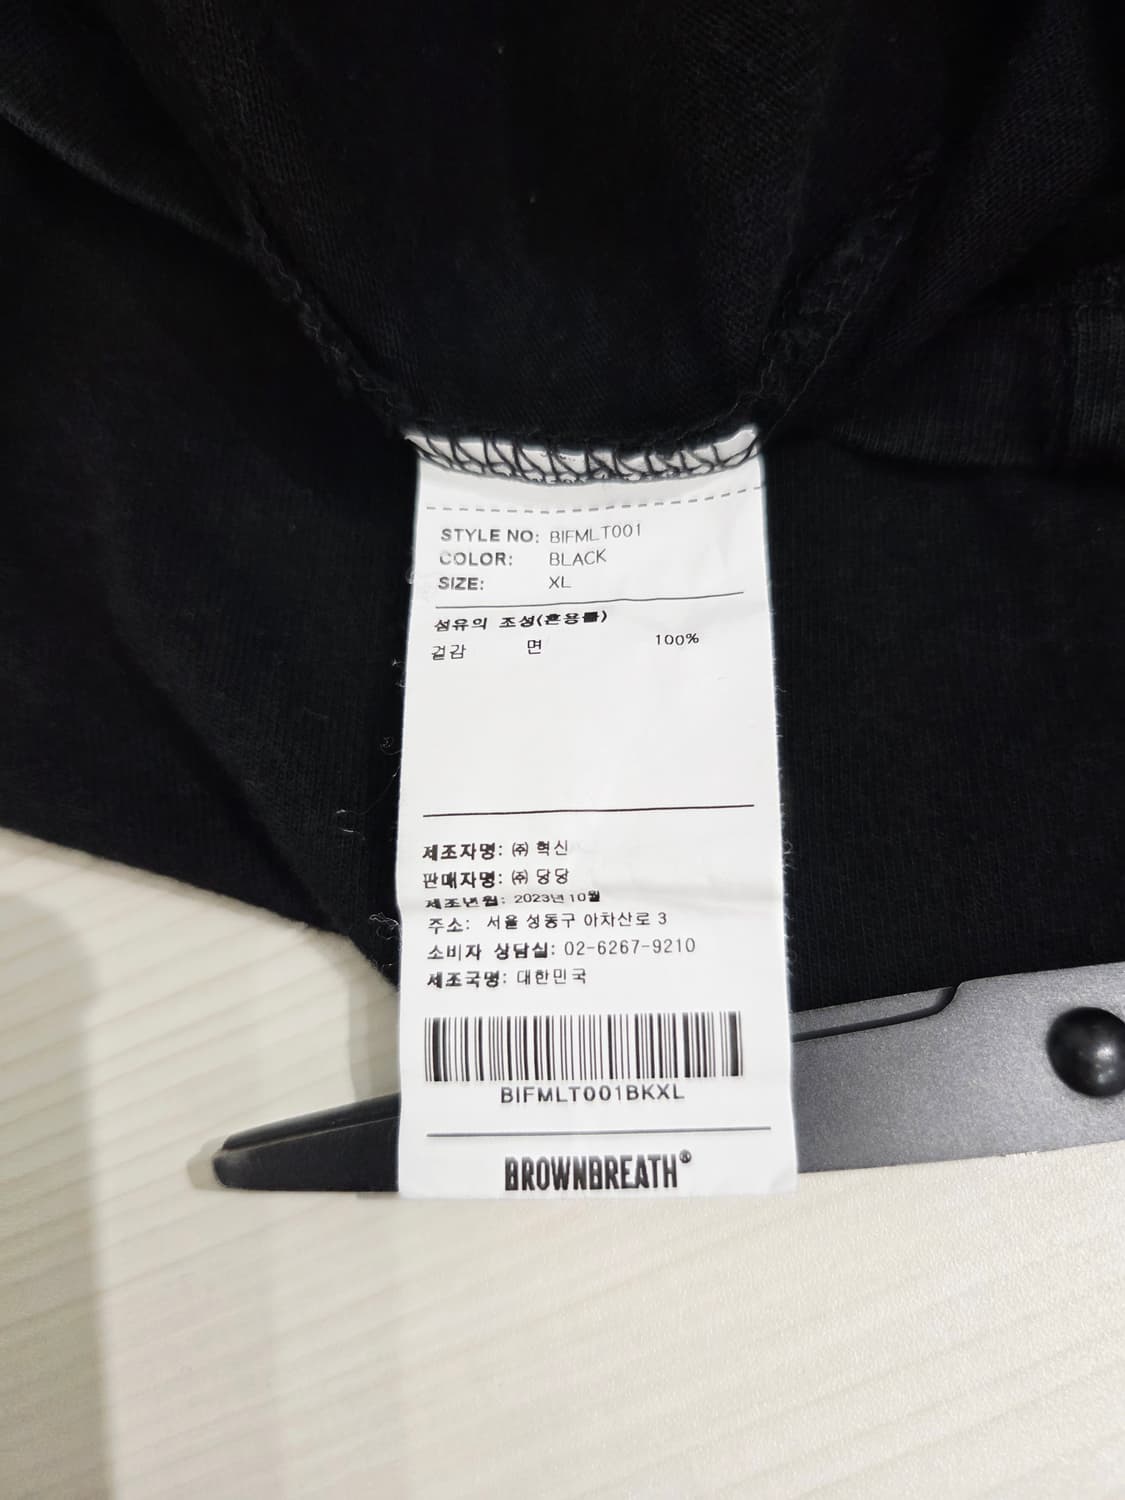 STYLE NO: BIFMLT001
COLOR: BLACK
SIZE: XL
섬유의 조성(혼용률)
겉감 면 100%
제조자명: ㈜ 혁신
판매자명: ㈜ 당당
제조년월: 2023년 10월
주소: 서울 성동구 아차산로 3
소비자 상담실: 02-6267-9210
제조국명: 대한민국
BIFMLT001BKXL
BROWNBREATH®